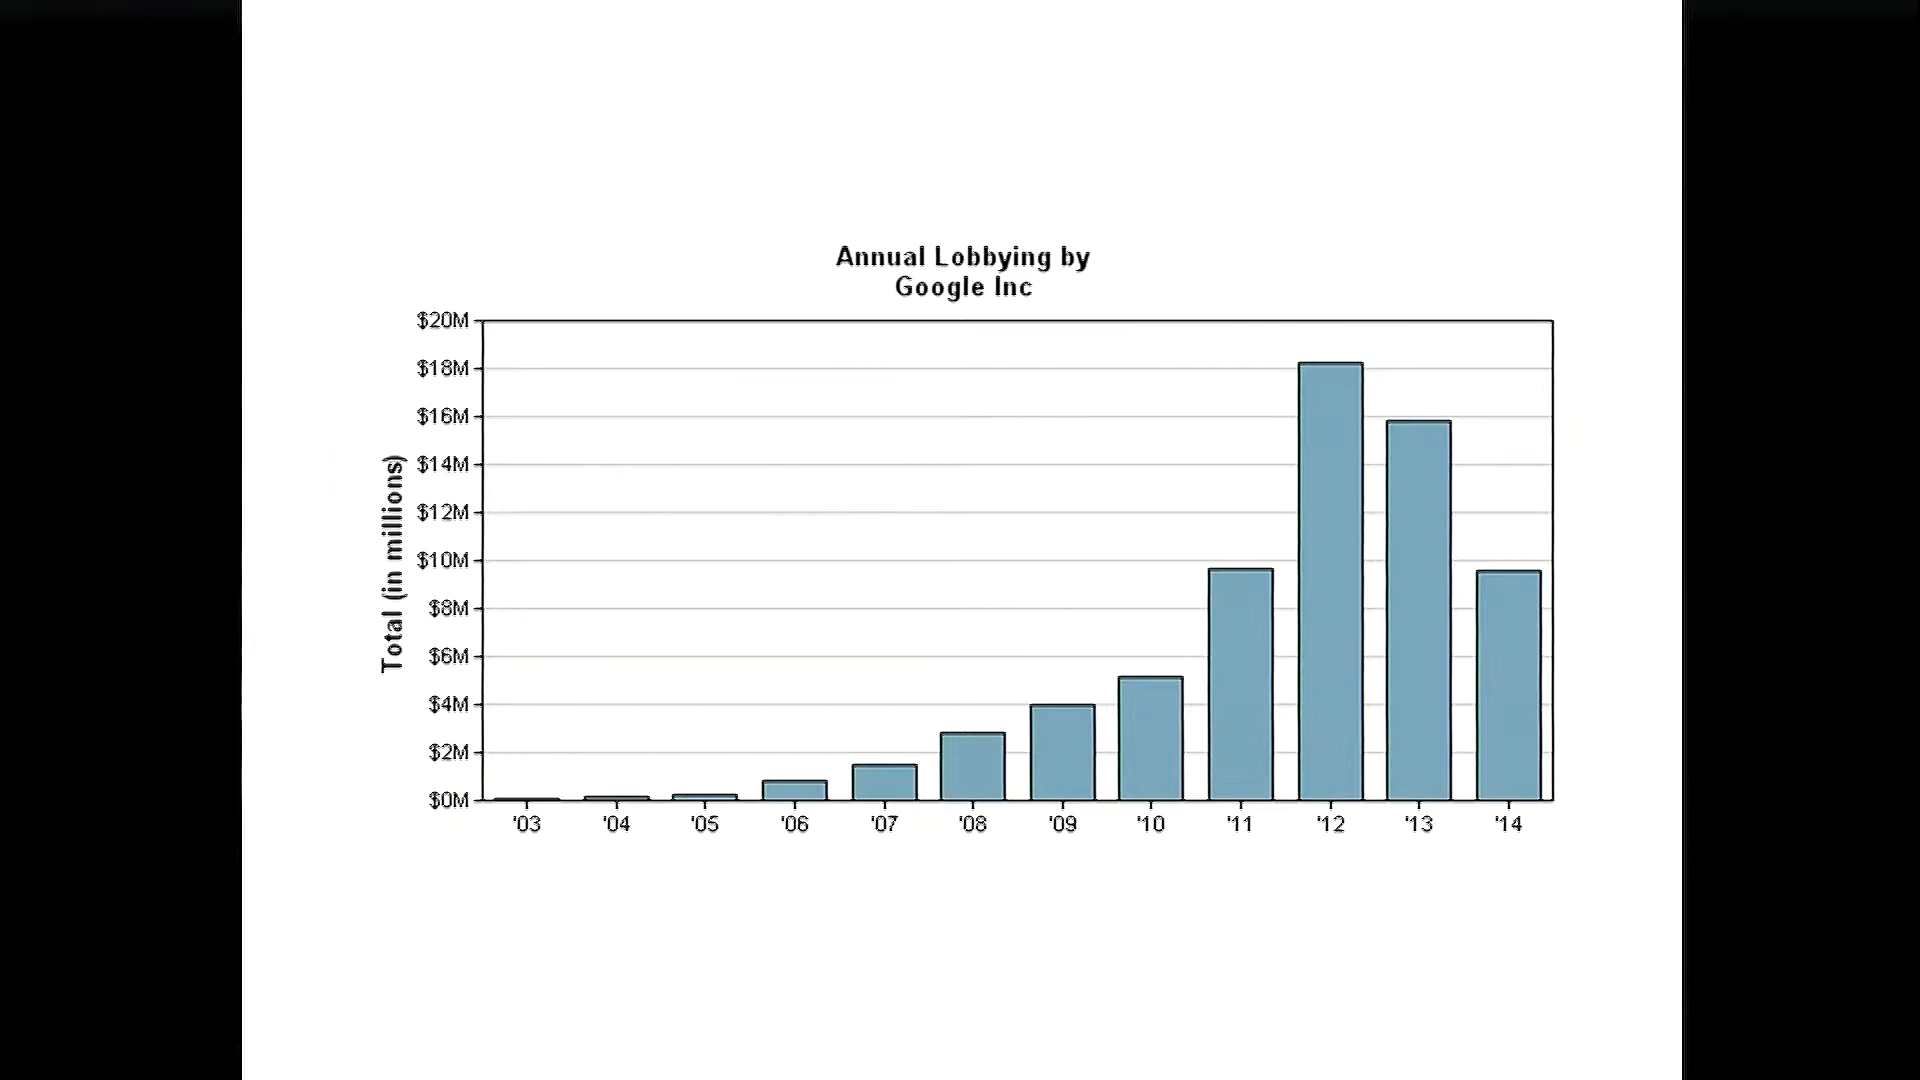 Annual Lobbying by
Google Inc
Total (in millions)
$20M
$18M
$16M
$14M
$12M
$10M
$8M
$6M
$4M
$2M
$0M
'03 '04 '05 '06 '07 '08 '09 '10 '11 '12 '13 '14